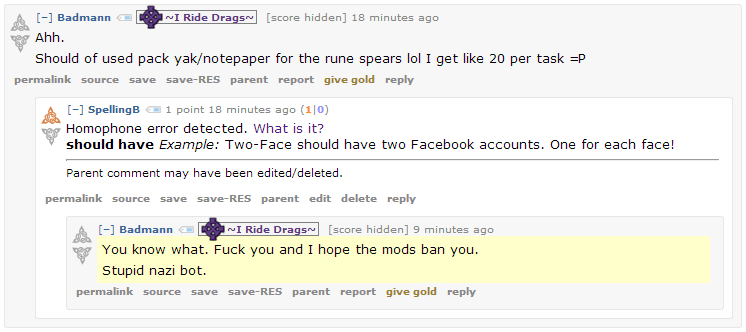 [–] Badmann ~I Ride Drags~ [score hidden] 18 minutes ago
Ahh.
Should of used pack yak/notepaper for the rune spears lol I get like 20 per task =P
permalink source save save-RES parent report give gold reply
[–] SpellingB 1 point 18 minutes ago (1|0)
Homophone error detected. What is it?
should have Example: Two-Face should have two Facebook accounts. One for each face!
Parent comment may have been edited/deleted.
permalink source save save-RES parent edit delete reply
[–] Badmann ~I Ride Drags~ [score hidden] 9 minutes ago
You know what. Fuck you and I hope the mods ban you.
Stupid nazi bot.
permalink source save save-RES parent report give gold reply